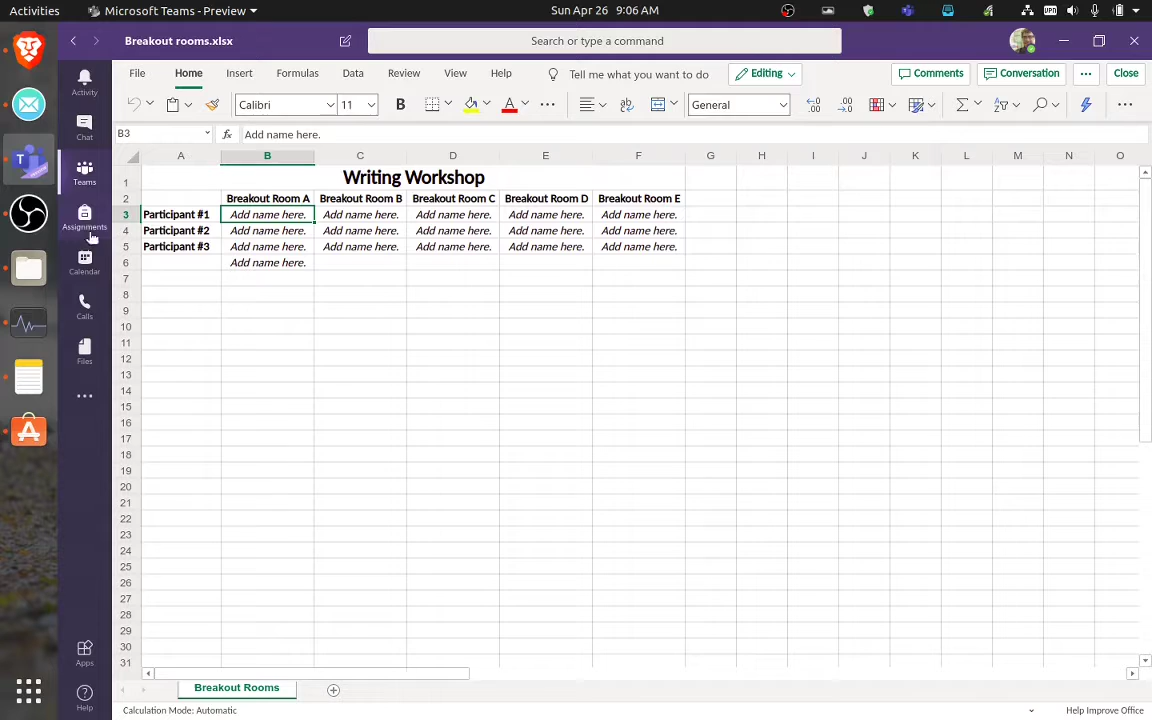 Activities Microsoft Teams - Preview Sun Apr 26 9:06 AM
Breakout rooms.xlsx Search or type a command
Activity
Chat
Teams
Assignments
Calendar
Calls
Files
Apps
Help
File Home Insert Formulas Data Review View Help Tell me what you want to do Editing Comments Conversation Close
Calibri 11 B A General
B3 fx Add name here.
A B C D E F G H I J K L M N O
1 Writing Workshop
2 Breakout Room A Breakout Room B Breakout Room C Breakout Room D Breakout Room E
3 Participant #1 Add name here. Add name here. Add name here. Add name here. Add name here.
4 Participant #2 Add name here. Add name here. Add name here. Add name here. Add name here.
5 Participant #3 Add name here. Add name here. Add name here. Add name here. Add name here.
6 Add name here.
7
8
9
10
11
12
13
14
15
16
17
18
19
20
21
22
23
24
25
26
27
28
29
30
31
Breakout Rooms
Calculation Mode: Automatic Help Improve Office